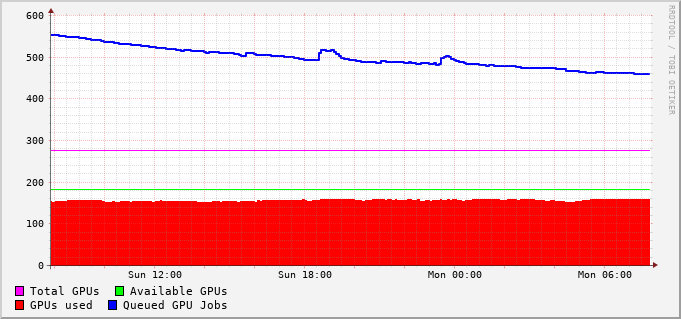 600
500
400
300
200
100
0
Sun 12:00 Sun 18:00 Mon 00:00 Mon 06:00
Total GPUs Available GPUs
GPUs used Queued GPU Jobs
RRDTOOL / TOBI OETIKER